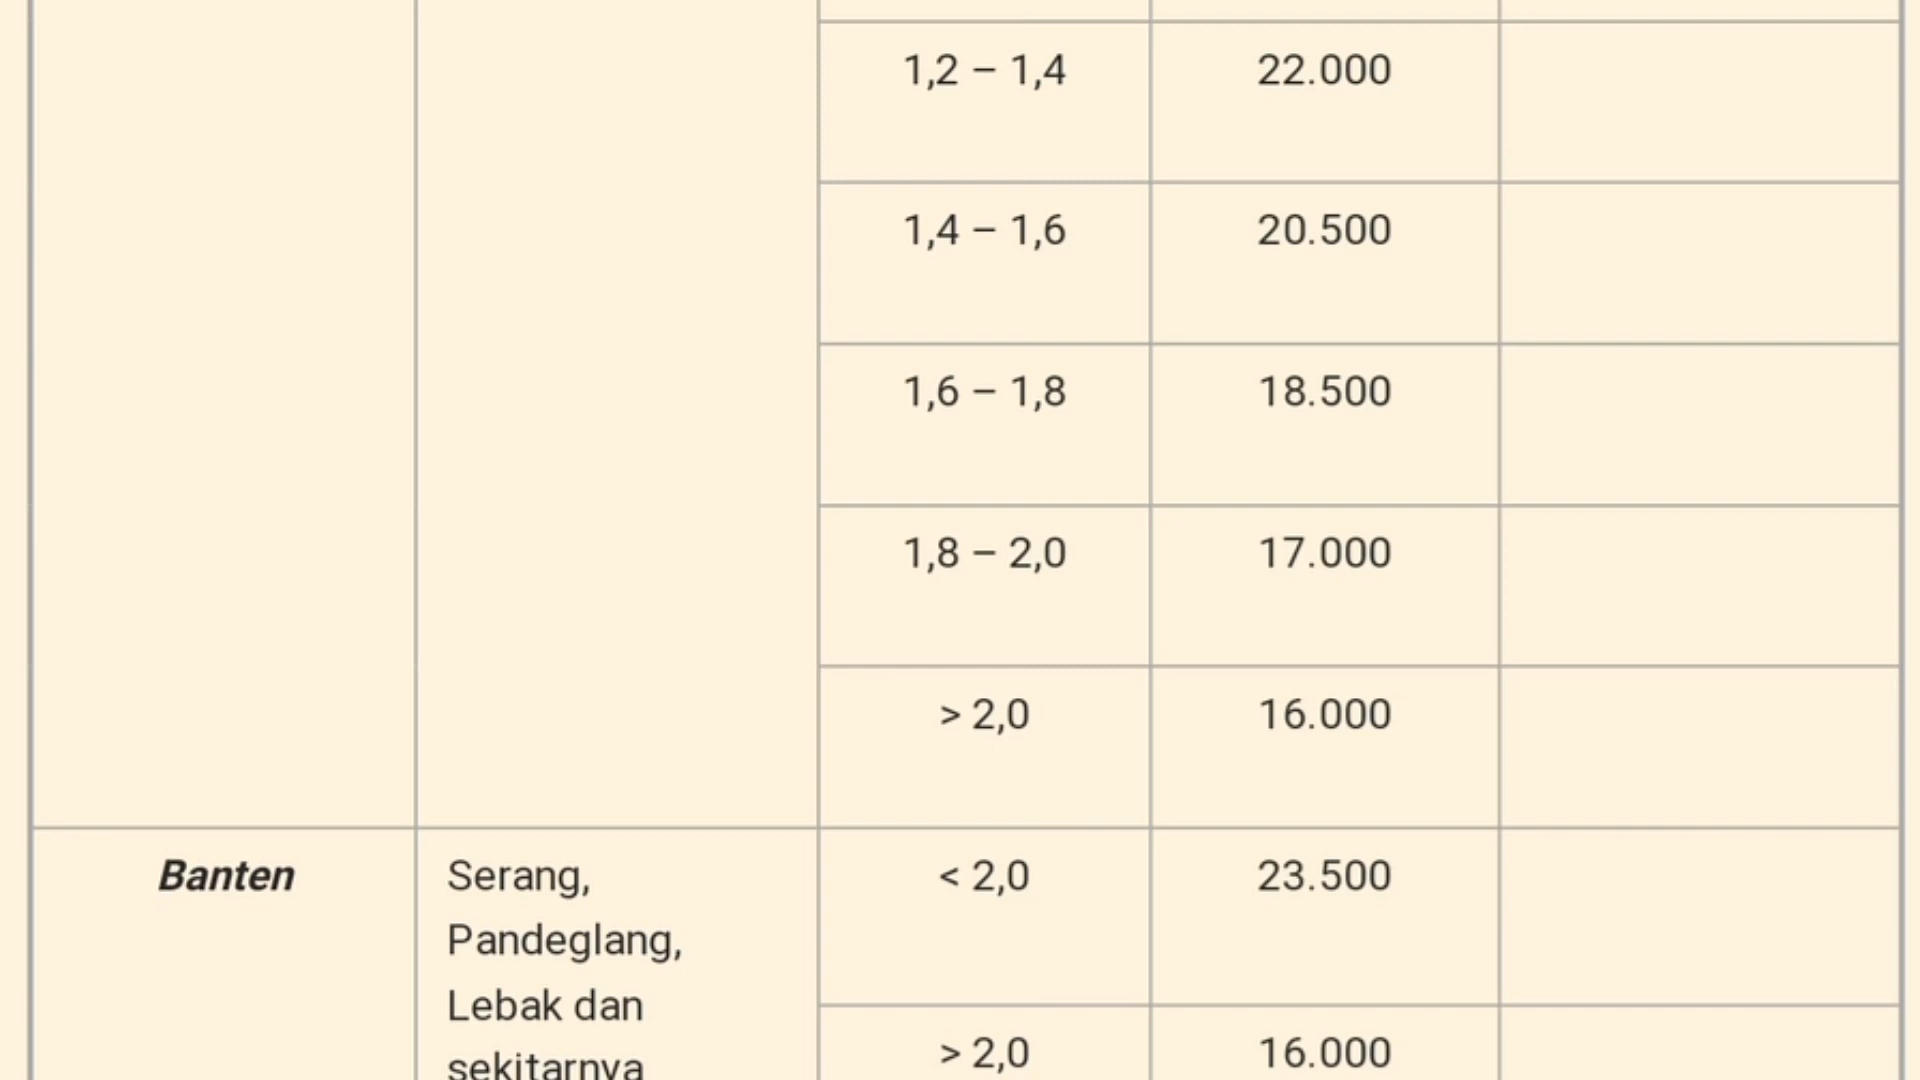 1,2 – 1,4 22.000
1,4 – 1,6 20.500
1,6 – 1,8 18.500
1,8 – 2,0 17.000
> 2,0 16.000
Banten Serang, < 2,0 23.500
Pandeglang,
Lebak dan
> 2,0 16.000
sekitarnya